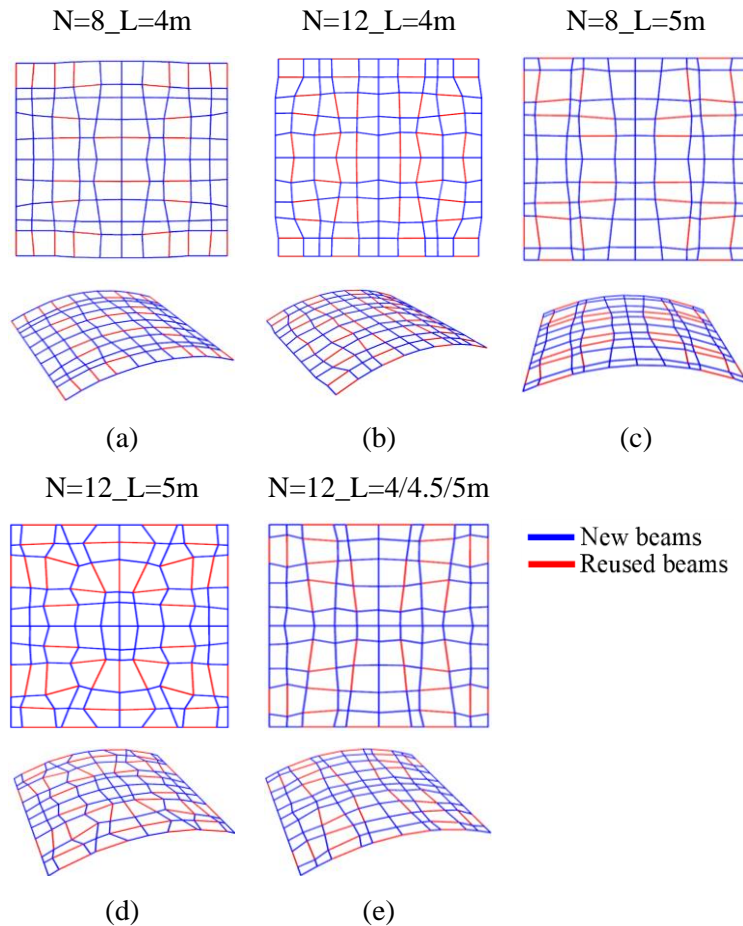 N=8_L=4m
N=12_L=4m
N=8_L=5m
(a)
(b)
(c)
N=12_L=5m
N=12_L=4/4.5/5m
New beams
Reused beams
(d)
(e)